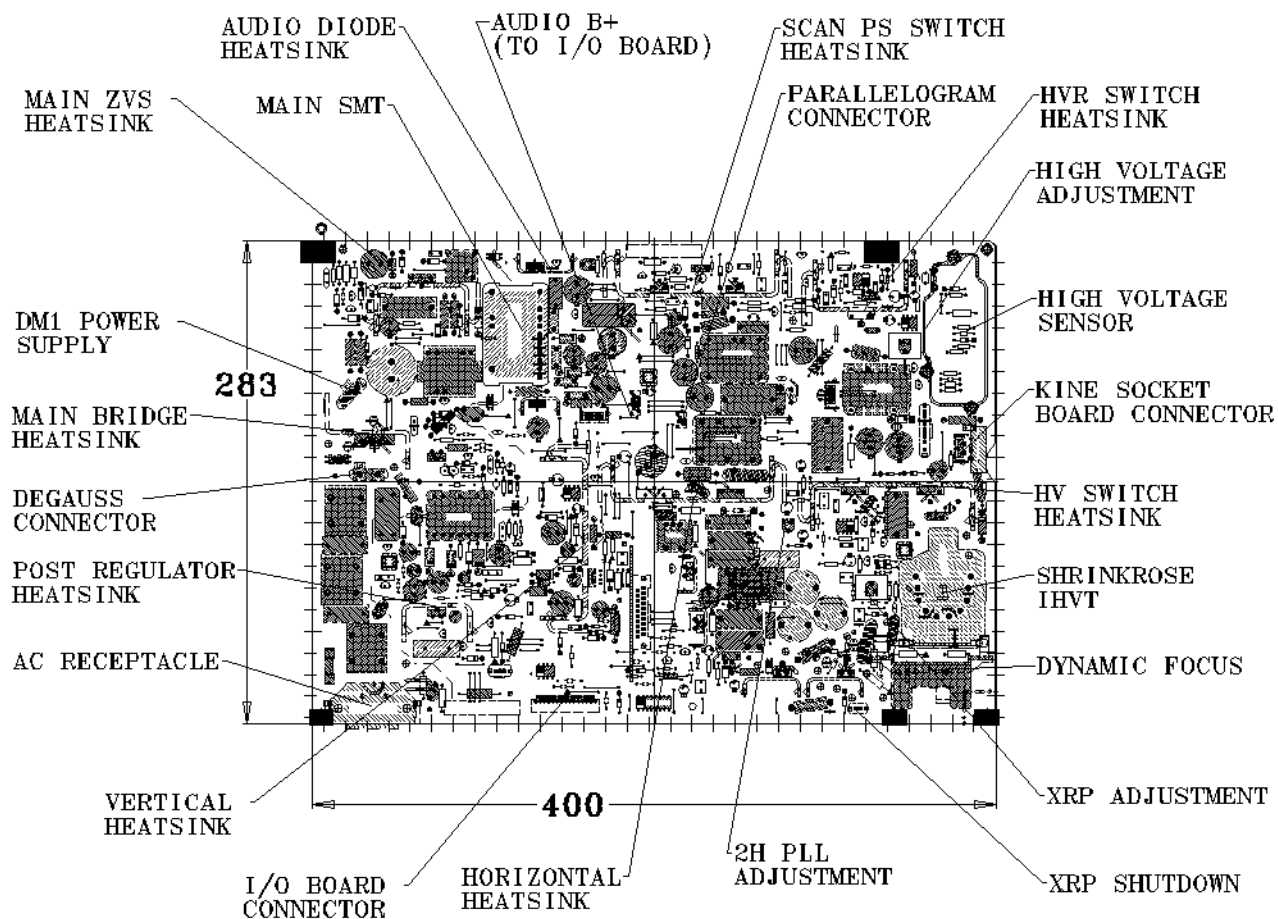 AUDIO DIODE
HEATSINK
AUDIO B+
(TO I/O BOARD)
SCAN PS SWITCH
HEATSINK
MAIN ZVS
HEATSINK
MAIN SMT
PARALLELOGRAM
CONNECTOR
HVR SWITCH
HEATSINK
HIGH VOLTAGE
ADJUSTMENT
DM1 POWER
SUPPLY
HIGH VOLTAGE
SENSOR
283
MAIN BRIDGE
HEATSINK
KINE SOCKET
BOARD CONNECTOR
DEGAUSS
CONNECTOR
HV SWITCH
HEATSINK
POST REGULATOR
HEATSINK
SHRINKROSE
IHVT
AC RECEPTACLE
DYNAMIC FOCUS
VERTICAL
HEATSINK
400
XRP ADJUSTMENT
I/O BOARD
CONNECTOR
HORIZONTAL
HEATSINK
2H PLL
ADJUSTMENT
XRP SHUTDOWN